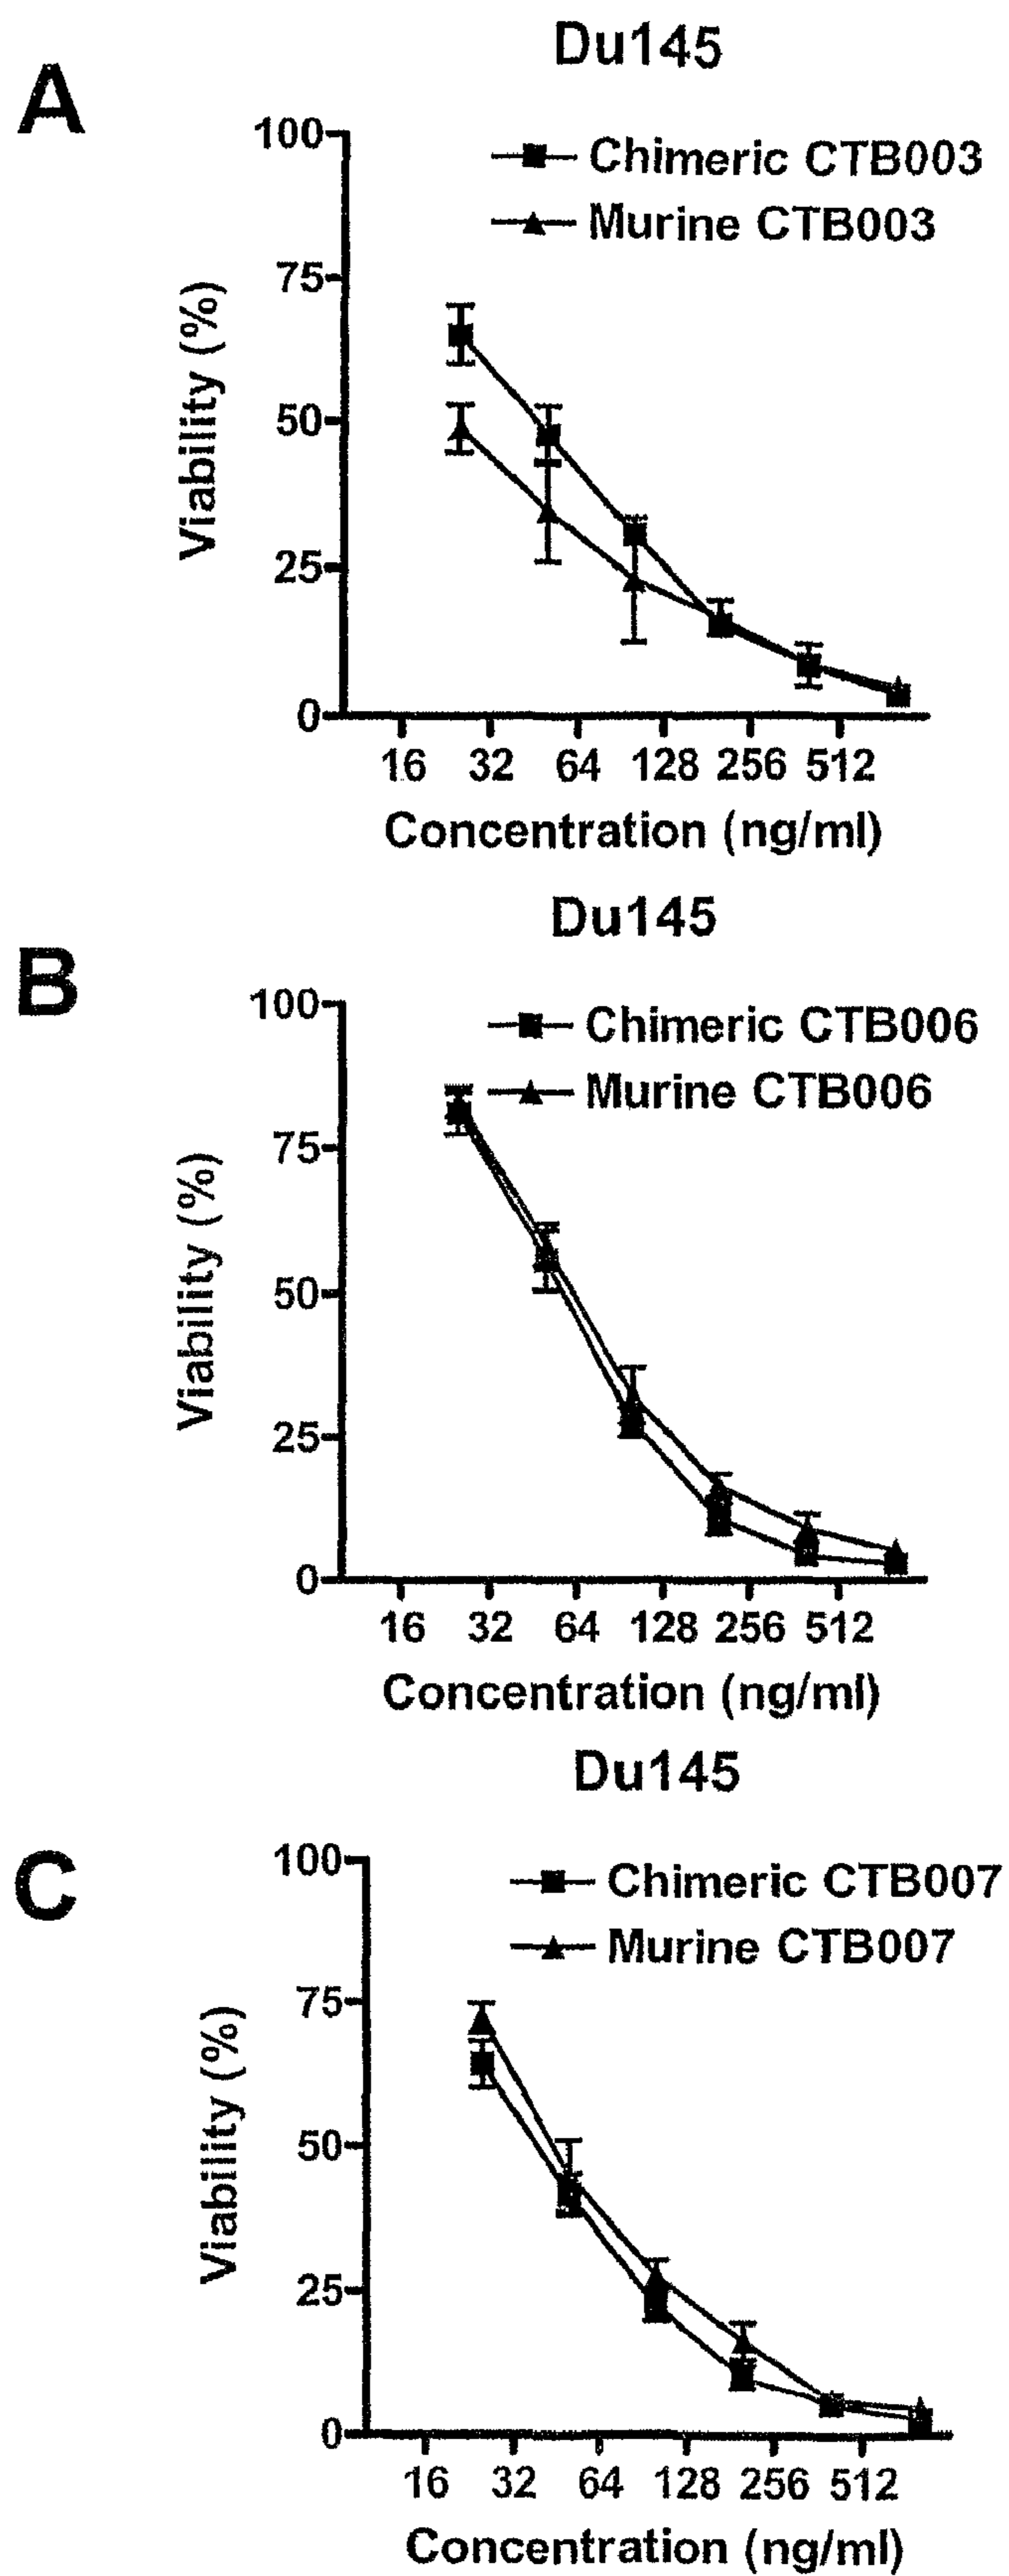 A
Du145
100
Chimeric CTB003
Murine CTB003
75
50
25
0
Viability (%)
16 32 64 128 256 512
Concentration (ng/ml)
B
Du145
100
Chimeric CTB006
Murine CTB006
75
50
25
0
Viability (%)
16 32 64 128 256 512
Concentration (ng/ml)
C
Du145
100
Chimeric CTB007
Murine CTB007
75
50
25
0
Viability (%)
16 32 64 128 256 512
Concentration (ng/ml)